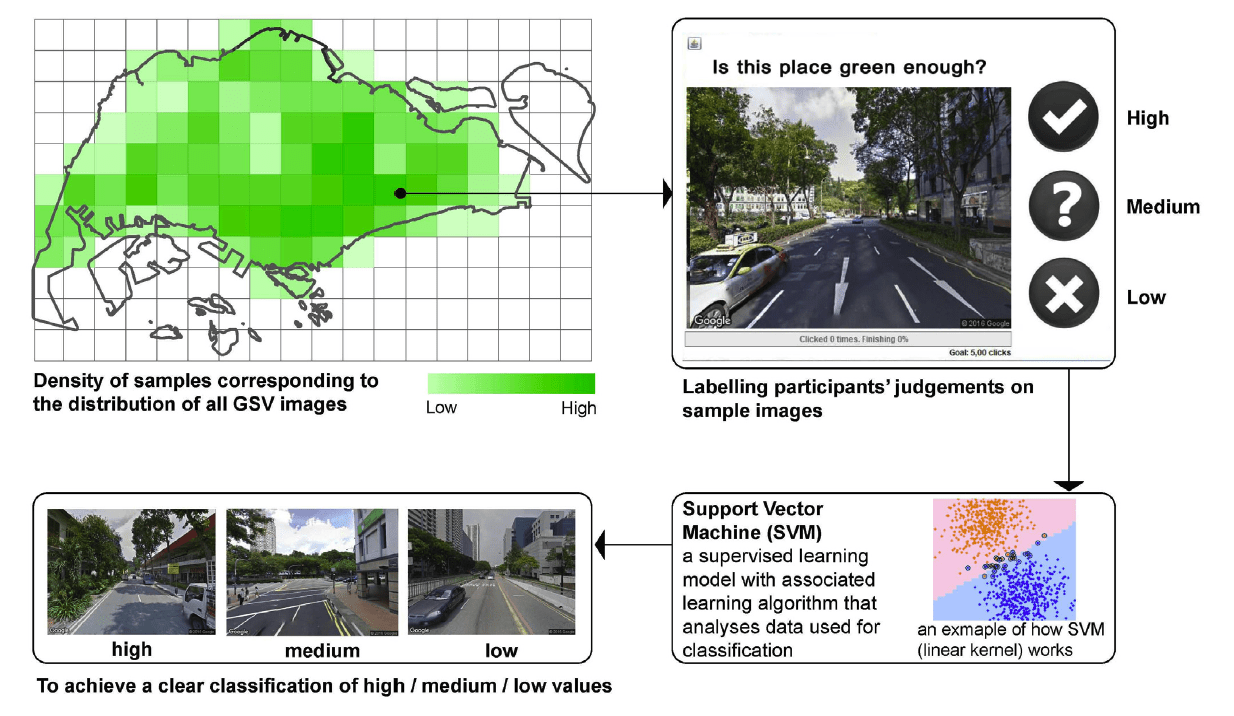 Is this place green enough?
High
Medium
Low
Google
© 2016 Google
Clicked 0 times. Finishing 0%
Goal: 5,00 clicks
Density of samples corresponding to
the distribution of all GSV images
Low
High
Labelling participants' judgements on
sample images
Support Vector
Machine (SVM)
a supervised learning
model with associated
learning algorithm that
analyses data used for
classification
an exmaple of how SVM
(linear kernel) works
Google
Google
high
medium
low
To achieve a clear classification of high / medium / low values